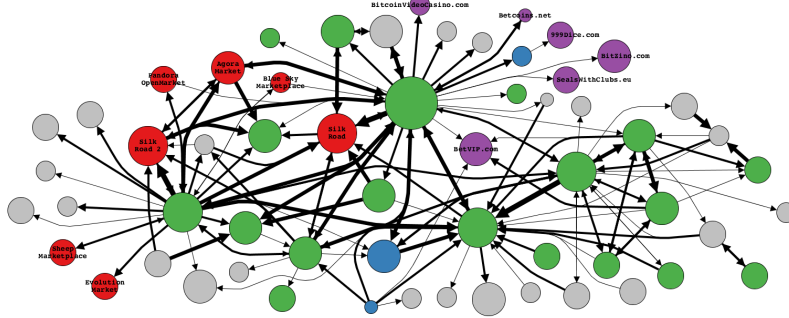 BitcoinVideoCasino.com
Betcoins.net
999Dice.com
BitZino.com
SealsWithClubs.eu
Agora
Market
Pandora
OpenMarket
Blue Sky
Marketplace
Silk
Road 2
Silk
Road
BetVIP.com
Sheep
Marketplace
Evolution
Market